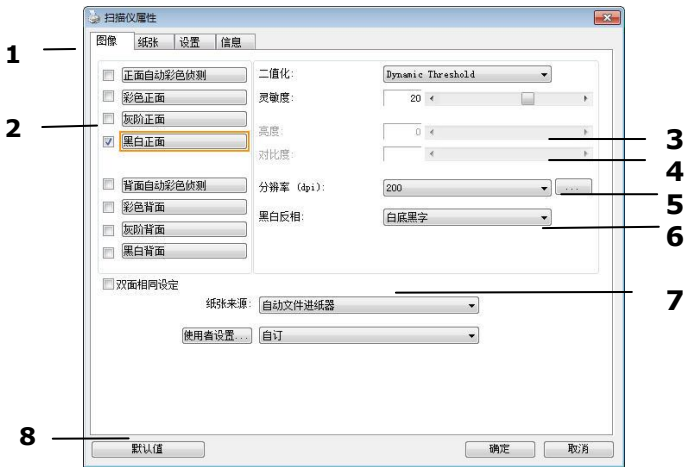 扫描仪属性
图像 纸张 设置 信息
1
正面自动彩色侦测 二值化: Dynamic Threshold
彩色正面 灵敏度: 20
2 灰阶正面
亮度: 0 3
黑白正面
对比度: 4
背面自动彩色侦测 分辨率 (dpi): 200 ... 5
彩色背面 黑白反相: 白底黑字 6
灰阶背面
黑白背面
双面相同设定
纸张来源: 自动文件进纸器 7
使用者设置... 自订
8 默认值 确定 取消